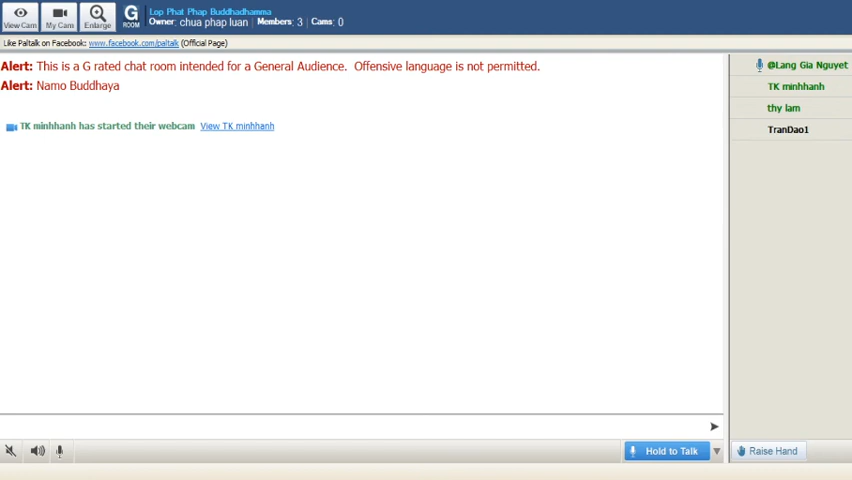 Lop Phat Phap Buddhadhamma
Owner: chua phap luan Members: 3 Cams: 0
View Cam My Cam Enlarge G ROOM
Like Paltalk on Facebook: www.facebook.com/paltalk (Official Page)
Alert: This is a G rated chat room intended for a General Audience. Offensive language is not permitted.
Alert: Namo Buddhaya
TK minhhanh has started their webcam View TK minhhanh
@Lang Gia Nguyet
TK minhhanh
thy lam
TranDao1
Hold to Talk
Raise Hand